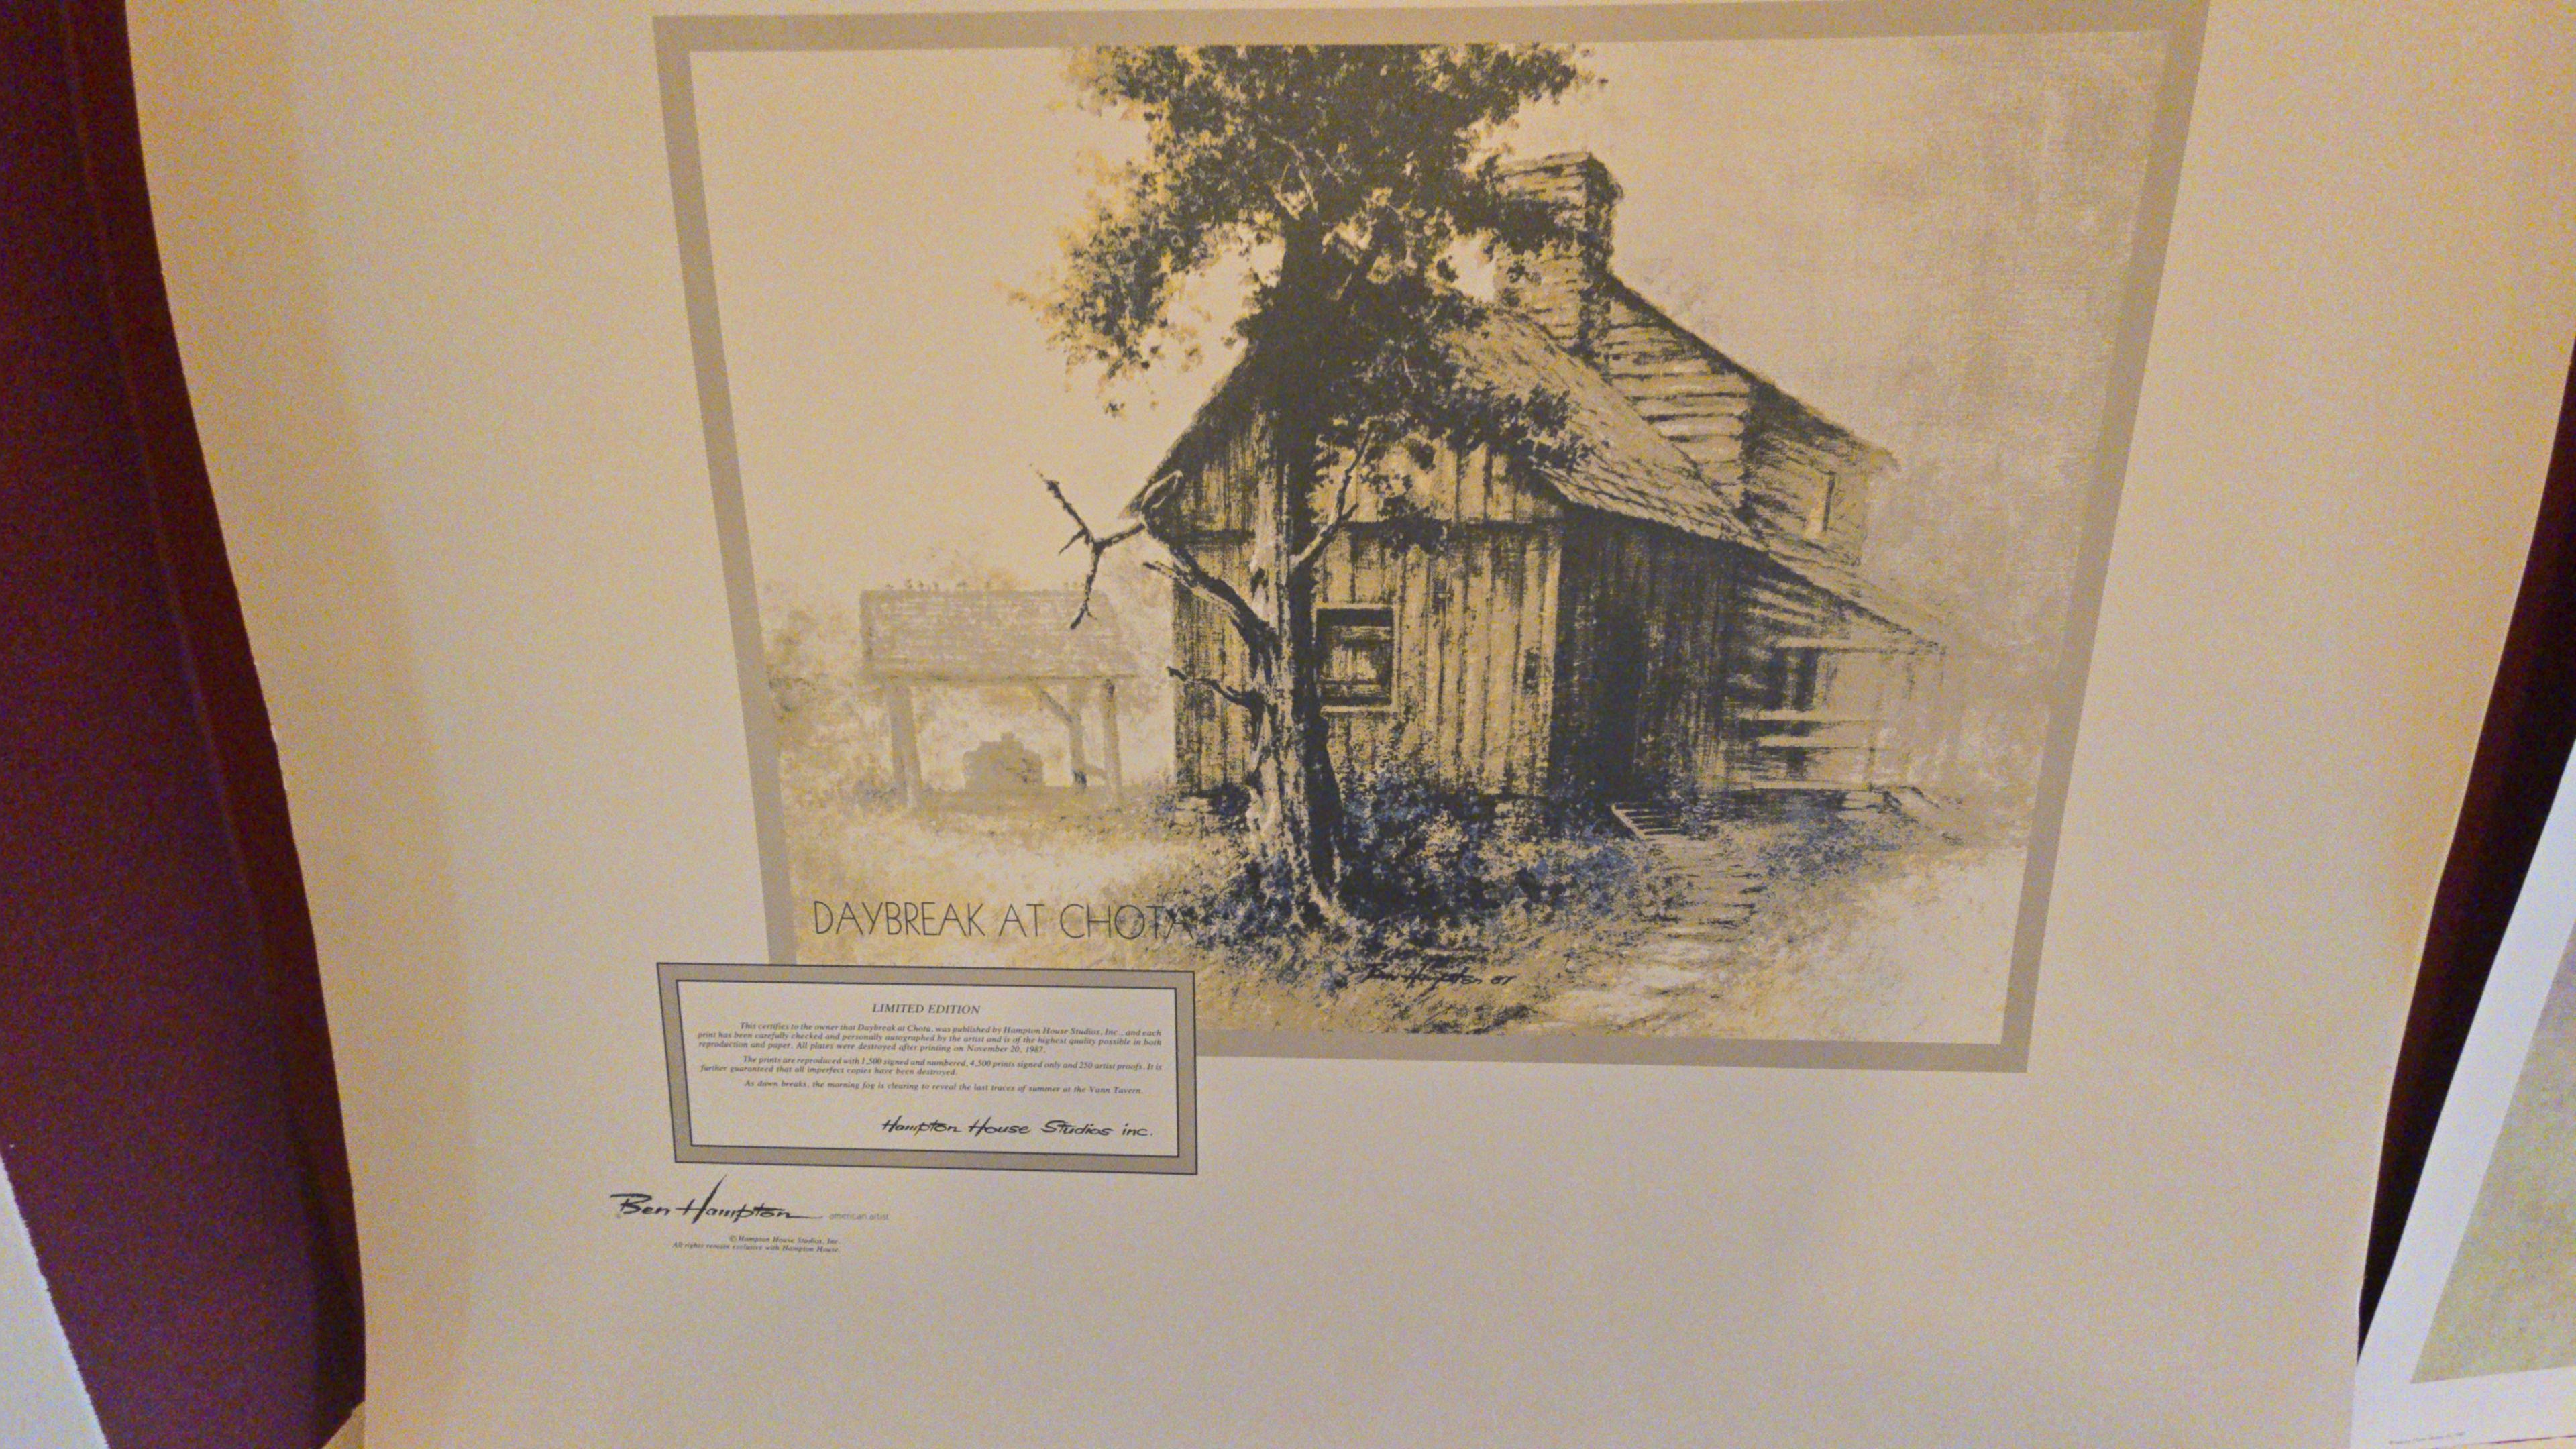 DAYBREAK AT CHOTA
Ben Hampton 87
LIMITED EDITION
This certifies to the owner that Daybreak at Chota, was published by Hampton House Studios, Inc., and each
print has been carefully checked and personally autographed by the artist and is of the highest quality possible in both
reproduction and paper. All plates were destroyed after printing on November 20, 1987.
The prints are reproduced with 1,500 signed and numbered, 4,500 prints signed only and 250 artist proofs. It is
further guaranteed that all imperfect copies have been destroyed.
As dawn breaks, the morning fog is clearing to reveal the last traces of summer at the Vann Tavern.
Hampton House Studios inc.
Ben Hampton american artist
© Hampton House Studios, Inc.
All rights remain exclusive with Hampton House.